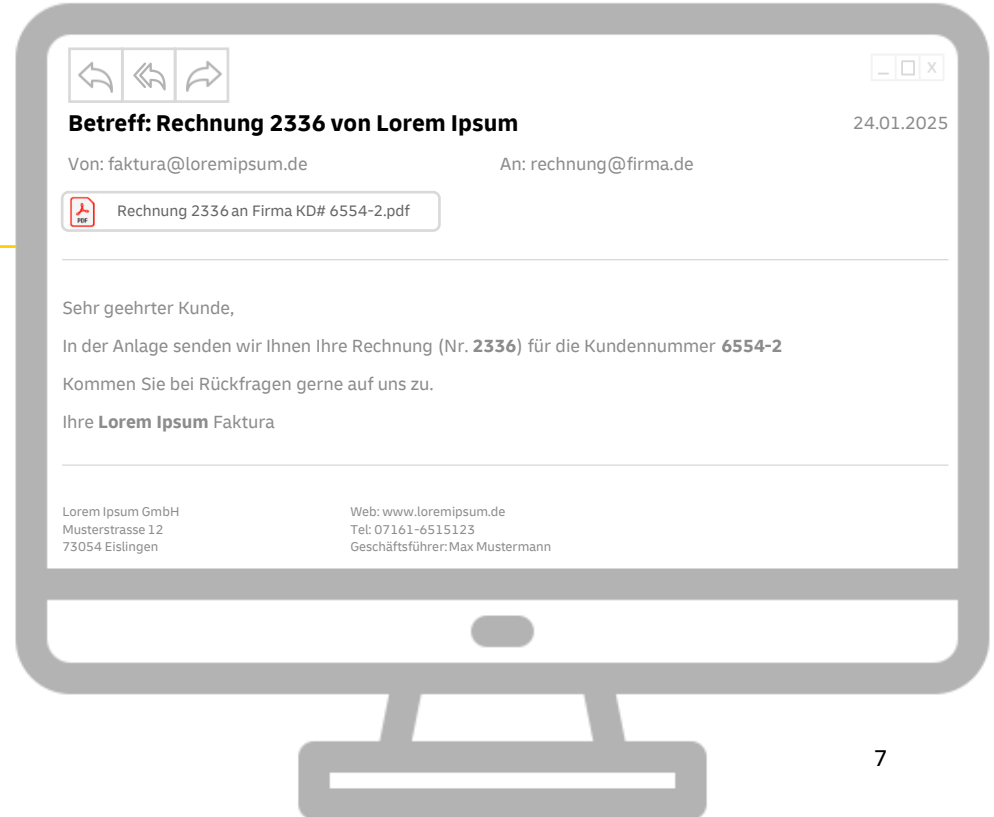 _ □ X
Betreff: Rechnung 2336 von Lorem Ipsum
24.01.2025
Von: faktura@loremipsum.de
An: rechnung@firma.de
PDF
Rechnung 2336 an Firma KD# 6554-2.pdf
Sehr geehrter Kunde,
In der Anlage senden wir Ihnen Ihre Rechnung (Nr. 2336) für die Kundennummer 6554-2
Kommen Sie bei Rückfragen gerne auf uns zu.
Ihre Lorem Ipsum Faktura
Lorem Ipsum GmbH
Musterstrasse 12
73054 Eislingen
Web: www.loremipsum.de
Tel: 07161-6515123
Geschäftsführer: Max Mustermann
7